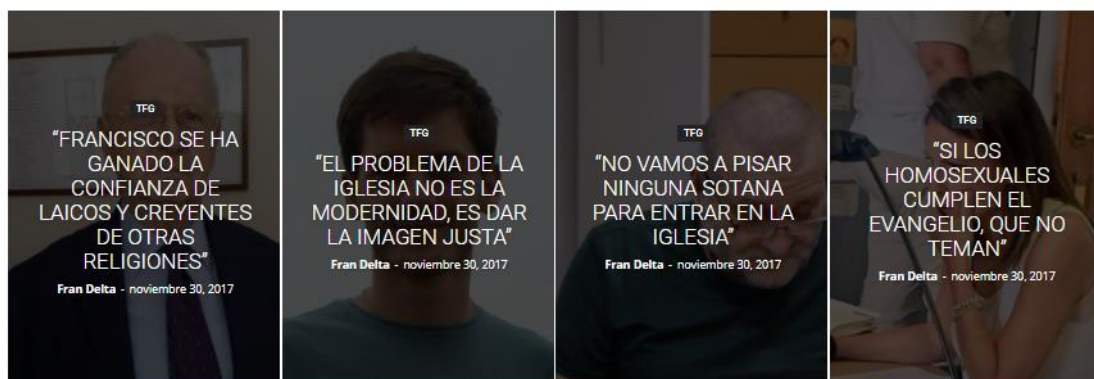 TFG
“FRANCISCO SE HA
GANADO LA
CONFIANZA DE
LAICOS Y CREYENTES
DE OTRAS
RELIGIONES”
Fran Delta - noviembre 30, 2017
TFG
“EL PROBLEMA DE LA
IGLESIA NO ES LA
MODERNIDAD, ES DAR
LA IMAGEN JUSTA”
Fran Delta - noviembre 30, 2017
TFG
“NO VAMOS A PISAR
NINGUNA SOTANA
PARA ENTRAR EN LA
IGLESIA”
Fran Delta - noviembre 30, 2017
TFG
“SI LOS
HOMOSEXUALES
CUMPLEN EL
EVANGELIO, QUE NO
TEMAN”
Fran Delta - noviembre 30, 2017